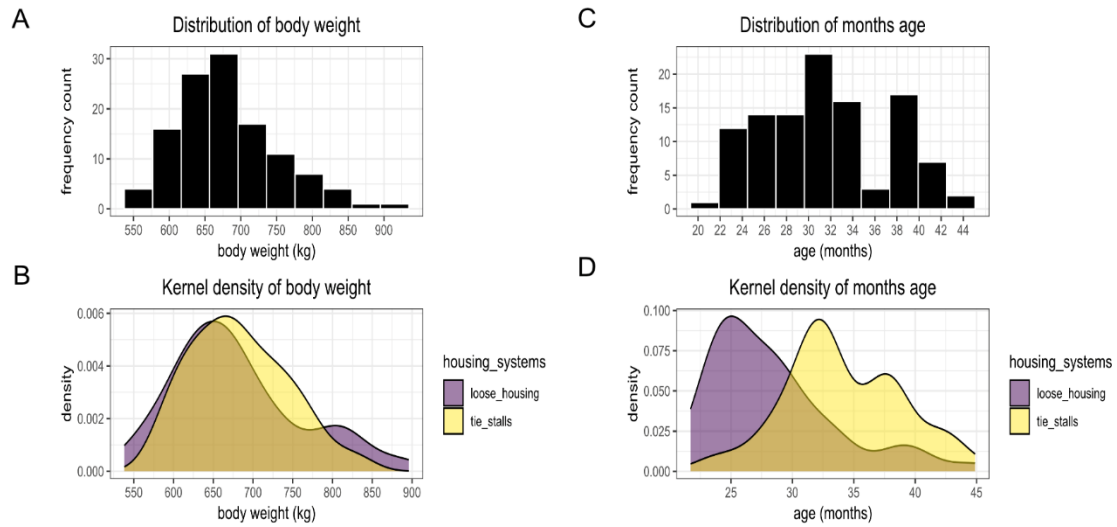 A
Distribution of body weight
frequency count
30
20
10
0
550 600 650 700 750 800 850 900
body weight (kg)
B
Kernel density of body weight
density
0.006
0.004
0.002
0.000
550 600 650 700 750 800 850 900
body weight (kg)
housing_systems
loose_housing
tie_stalls
C
Distribution of months age
frequency count
20
15
10
5
0
20 22 24 26 28 30 32 34 36 38 40 42 44
age (months)
D
Kernel density of months age
density
0.100
0.075
0.050
0.025
0.000
25 30 35 40 45
age (months)
housing_systems
loose_housing
tie_stalls